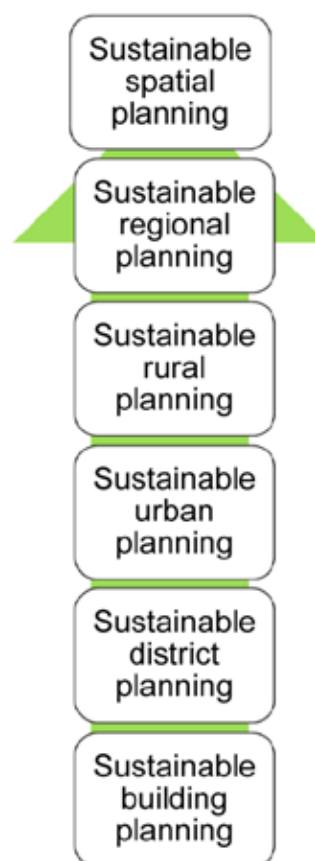 Sustainable
spatial
planning
Sustainable
regional
planning
Sustainable
rural
planning
Sustainable
urban
planning
Sustainable
district
planning
Sustainable
building
planning